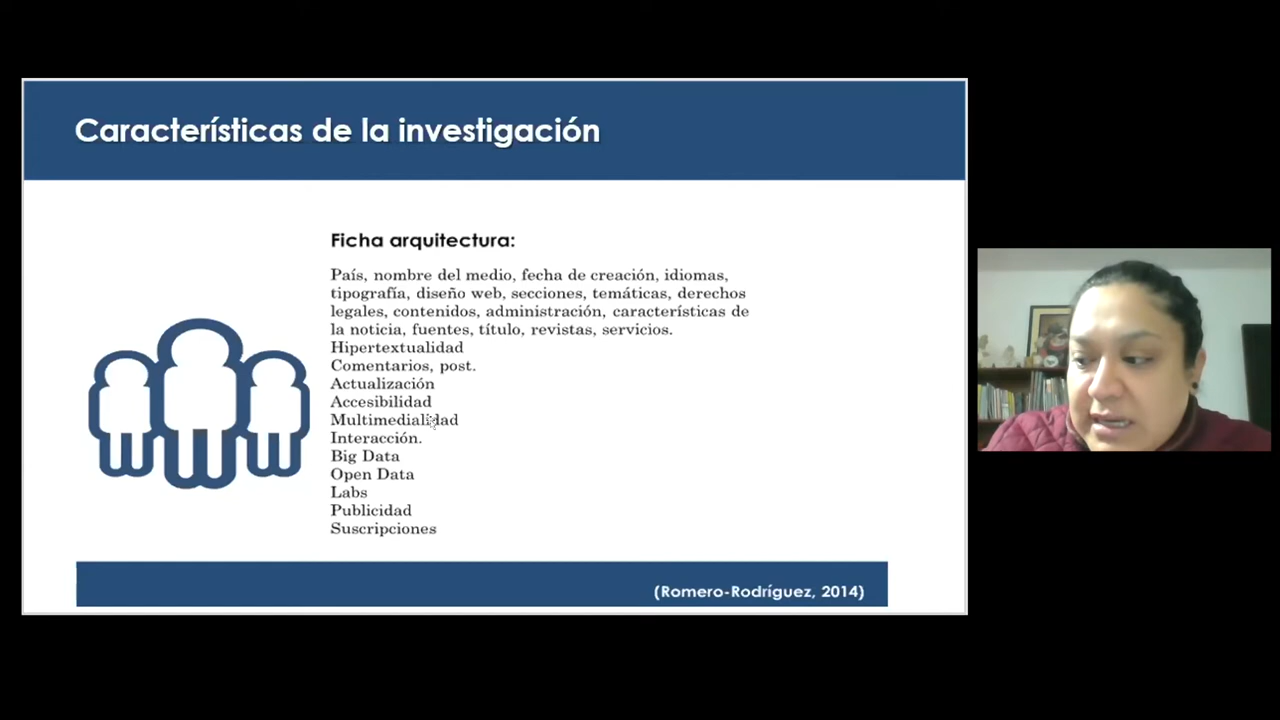 Características de la investigación
Ficha arquitectura:
País, nombre del medio, fecha de creación, idiomas,
tipografía, diseño web, secciones, temáticas, derechos
legales, contenidos, administración, características de
la noticia, fuentes, título, revistas, servicios.
Hipertextualidad
Comentarios, post.
Actualización
Accesibilidad
Multimedialidad
Interacción.
Big Data
Open Data
Labs
Publicidad
Suscripciones
(Romero-Rodríguez, 2014)